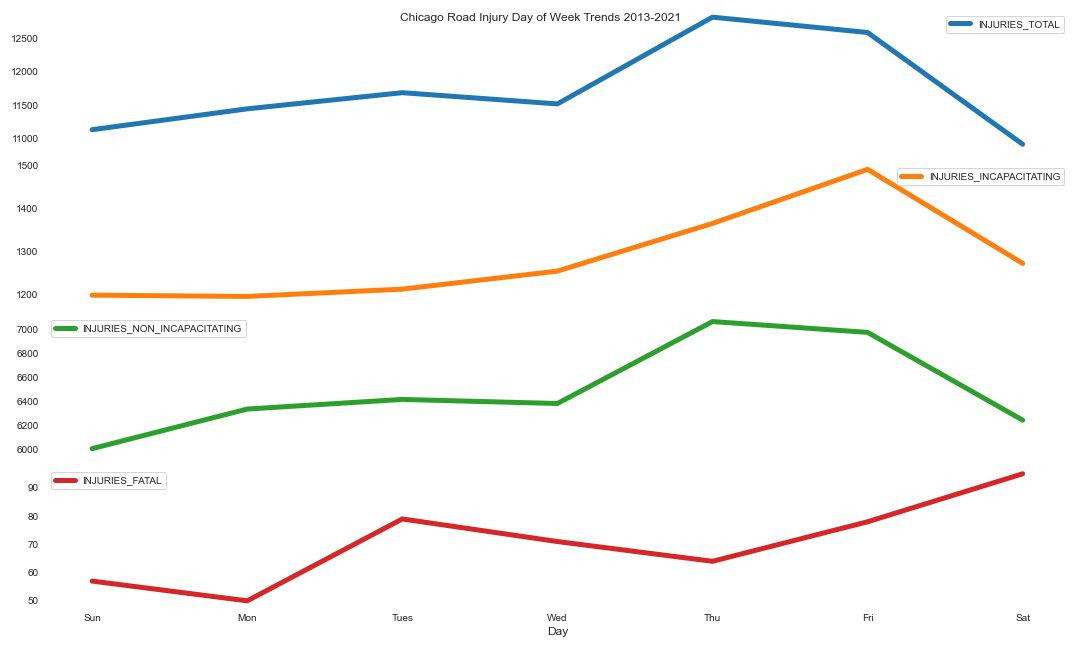 Chicago Road Injury Day of Week Trends 2013-2021
INJURIES_TOTAL
12500
12000
11500
11000
INJURIES_INCAPACITATING
1500
1400
1300
1200
INJURIES_NON_INCAPACITATING
7000
6800
6600
6400
6200
6000
INJURIES_FATAL
90
80
70
60
50
Sun Mon Tues Wed Thu Fri Sat
Day